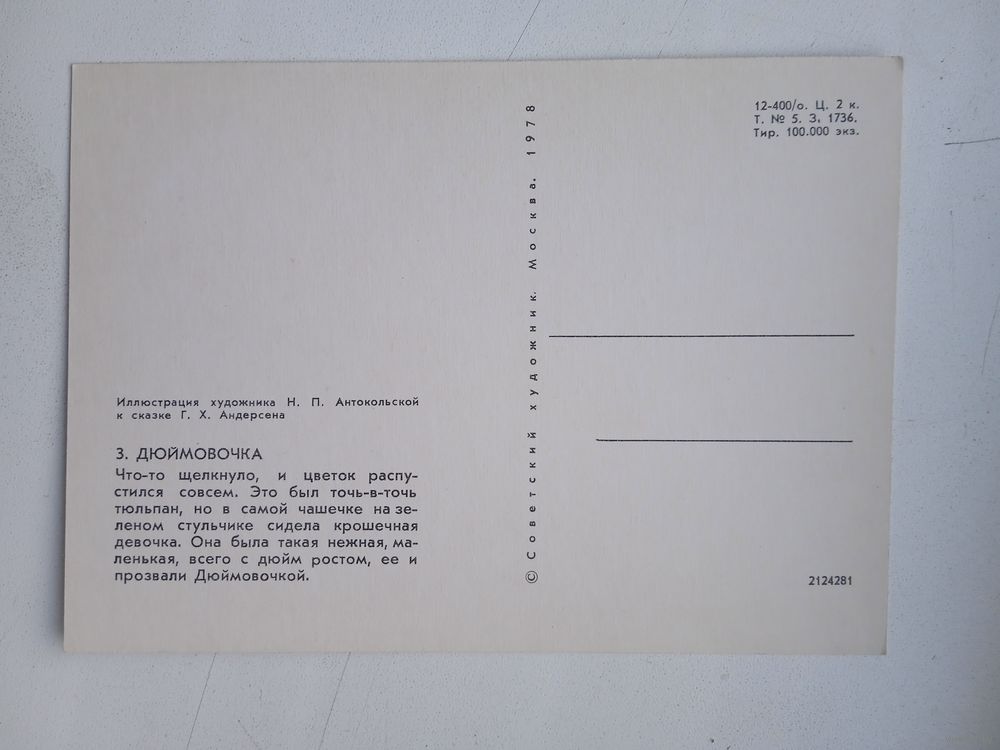 Иллюстрация художника Н. П. Антокольской
к сказке Г. Х. Андерсена
3. ДЮЙМОВОЧКА
Что-то щелкнуло, и цветок распу-
стился совсем. Это был точь-в-точь
тюльпан, но в самой чашечке на зе-
леном стульчике сидела крошечная
девочка. Она была такая нежная, ма-
ленькая, всего с дюйм ростом, ее и
прозвали Дюймовочкой.
© Советский художник. Москва. 1978
12-400/о. Ц. 2 к.
Т. № 5. З. 1736.
Тир. 100.000 экз.
2124281